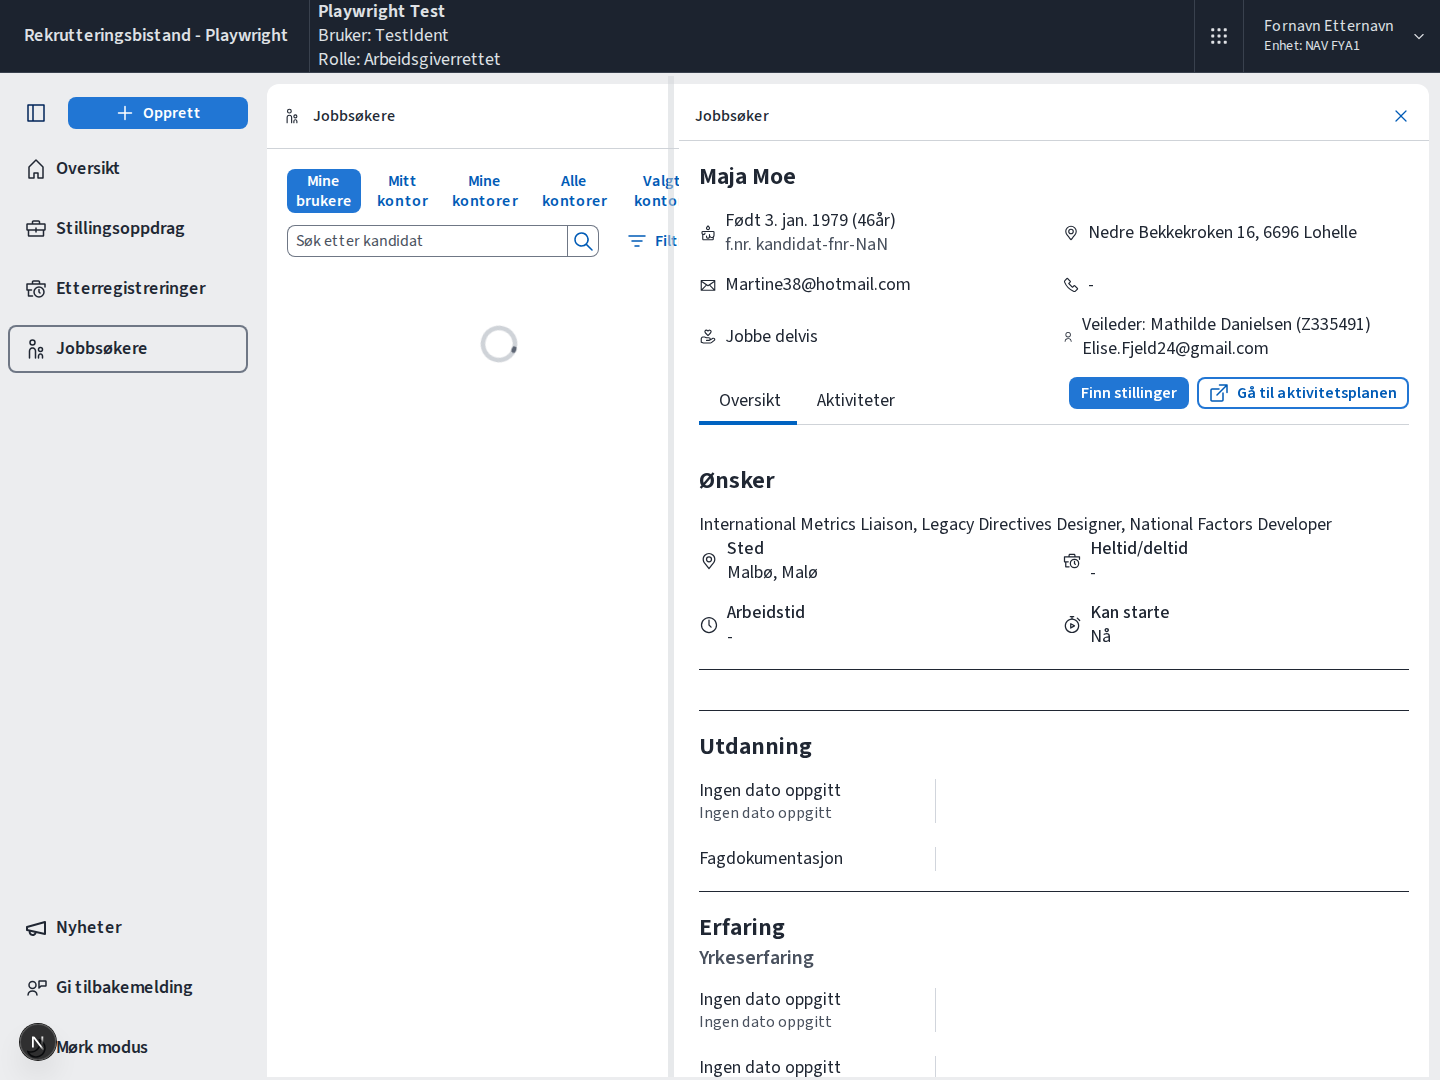 Rekrutteringsbistand - Playwright
Playwright Test
Bruker: TestIdent
Rolle: Arbeidsgiverrettet
Fornavn Etternavn
Enhet: NAV FYA1
Opprett
Oversikt
Stillingsoppdrag
Etterregistreringer
Jobbsøkere
Nyheter
Gi tilbakemelding
N
Mørk modus
Jobbsøkere
Mine brukere
Mitt kontor
Mine kontorer
Alle kontorer
Valgt
konto
Søk etter kandidat
Filt
Jobbsøker
Maja Moe
Født 3. jan. 1979 (46år)
f.nr. kandidat-fnr-NaN
Nedre Bekkekroken 16, 6696 Lohelle
Martine38@hotmail.com
-
Jobbe delvis
Veileder: Mathilde Danielsen (Z335491)
Elise.Fjeld24@gmail.com
Oversikt
Aktiviteter
Finn stillinger
Gå til aktivitetsplanen
Ønsker
International Metrics Liaison, Legacy Directives Designer, National Factors Developer
Sted
Malbø, Malø
Heltid/deltid
-
Arbeidstid
-
Kan starte
Nå
Utdanning
Ingen dato oppgitt
Ingen dato oppgitt
Fagdokumentasjon
Erfaring
Yrkeserfaring
Ingen dato oppgitt
Ingen dato oppgitt
Ingen dato oppgitt